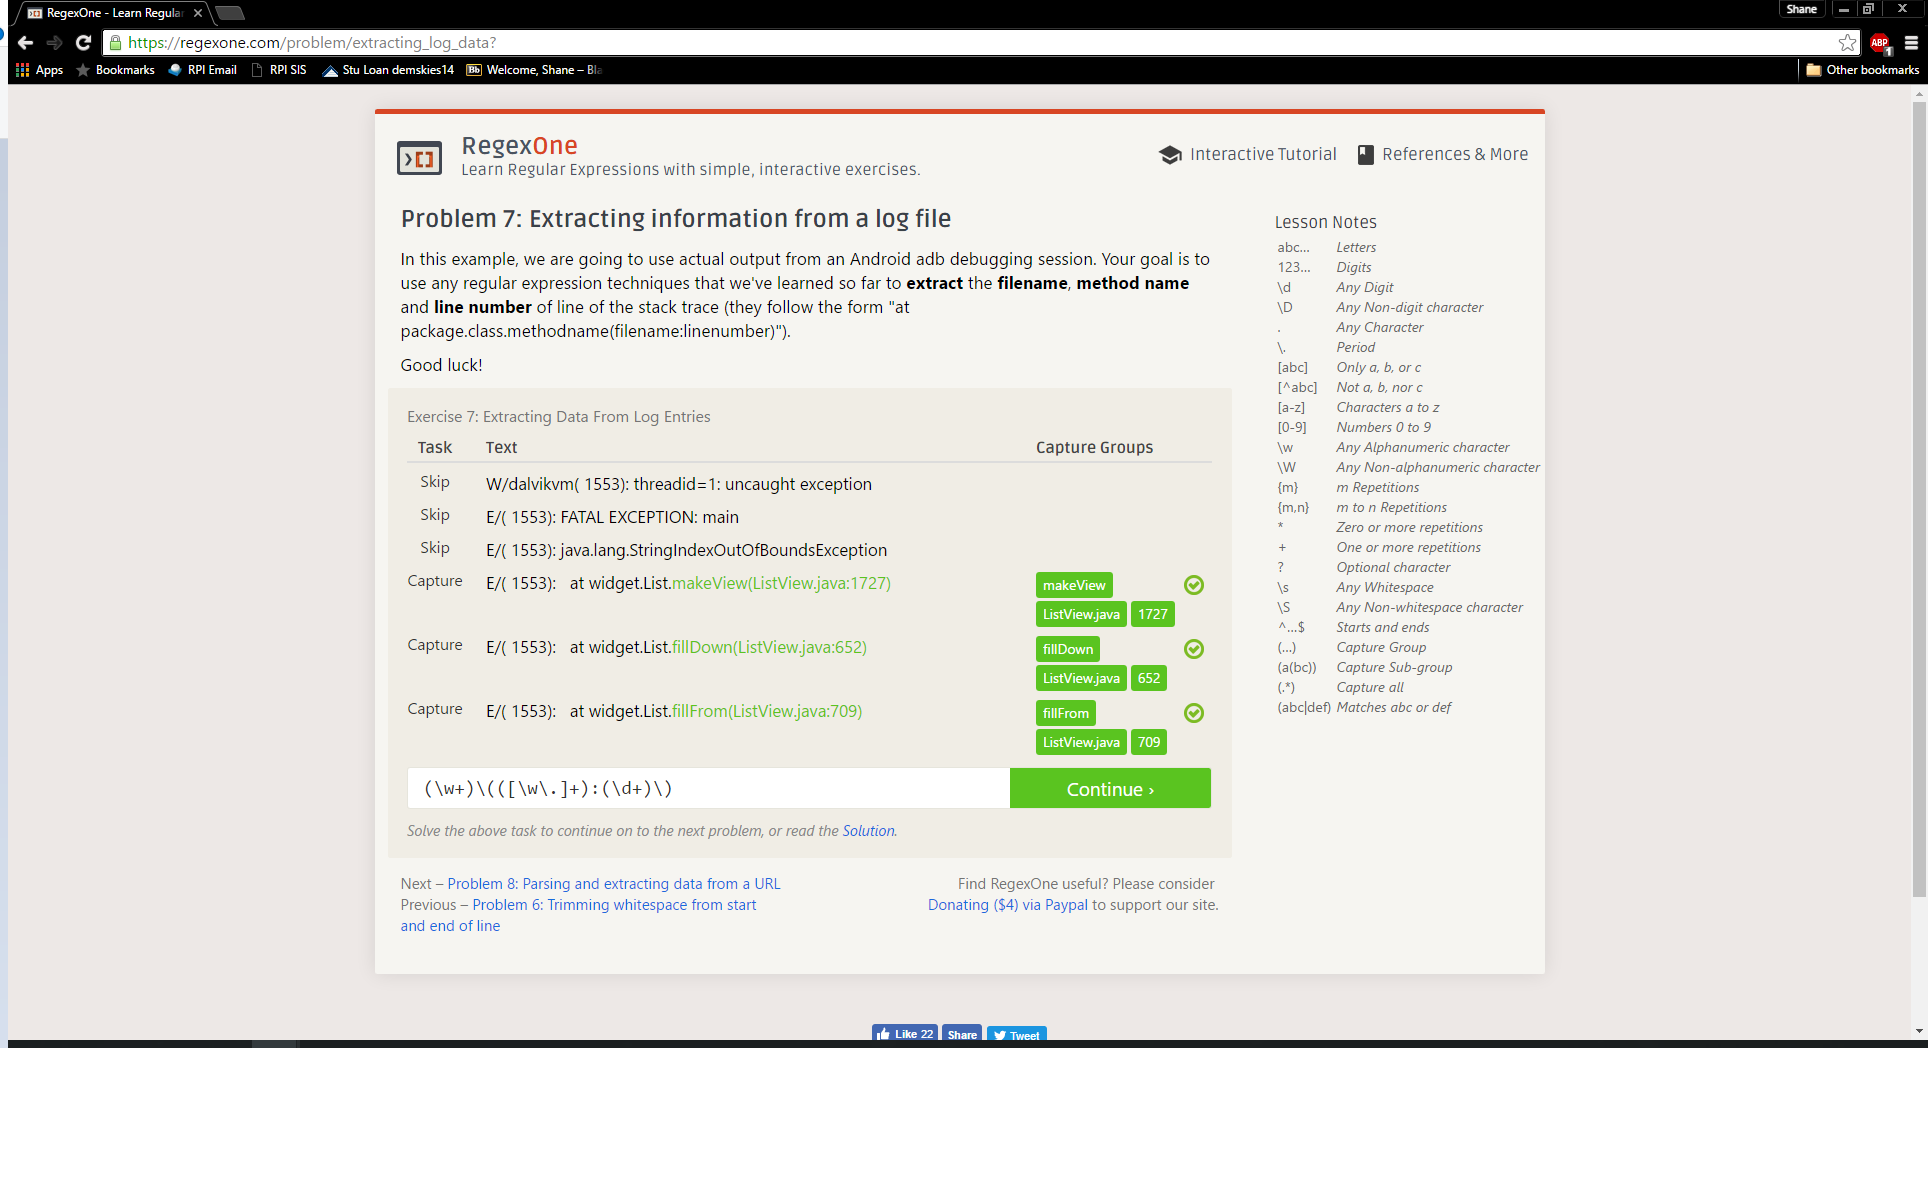 RegexOne - Learn Regula
Shane
https://regexone.com/problem/extracting_log_data?
ABP 1
Apps Bookmarks RPI Email RPI SIS Stu Loan demskies14 Bb Welcome, Shane – Bla Other bookmarks
RegexOne
Learn Regular Expressions with simple, interactive exercises.
Interactive Tutorial References & More
Problem 7: Extracting information from a log file
In this example, we are going to use actual output from an Android adb debugging session. Your goal is to
use any regular expression techniques that we've learned so far to extract the filename, method name
and line number of line of the stack trace (they follow the form "at
package.class.methodname(filename:linenumber)").
Good luck!
Exercise 7: Extracting Data From Log Entries
Task Text Capture Groups
Skip W/dalvikvm( 1553): threadid=1: uncaught exception
Skip E/( 1553): FATAL EXCEPTION: main
Skip E/( 1553): java.lang.StringIndexOutOfBoundsException
Capture E/( 1553): at widget.List.makeView(ListView.java:1727) makeView
ListView.java 1727
Capture E/( 1553): at widget.List.fillDown(ListView.java:652) fillDown
ListView.java 652
Capture E/( 1553): at widget.List.fillFrom(ListView.java:709) fillFrom
ListView.java 709
(\w+)\(([\w\.]+):(\d+)\) Continue ›
Solve the above task to continue on to the next problem, or read the Solution.
Next – Problem 8: Parsing and extracting data from a URL
Previous – Problem 6: Trimming whitespace from start
and end of line
Find RegexOne useful? Please consider
Donating ($4) via Paypal to support our site.
Lesson Notes
abc... Letters
123... Digits
\d Any Digit
\D Any Non-digit character
. Any Character
\. Period
[abc] Only a, b, or c
[^abc] Not a, b, nor c
[a-z] Characters a to z
[0-9] Numbers 0 to 9
\w Any Alphanumeric character
\W Any Non-alphanumeric character
{m} m Repetitions
{m,n} m to n Repetitions
* Zero or more repetitions
+ One or more repetitions
? Optional character
\s Any Whitespace
\S Any Non-whitespace character
^...$ Starts and ends
(...) Capture Group
(a(bc)) Capture Sub-group
(.*) Capture all
(abc|def) Matches abc or def
Like 22 Share Tweet